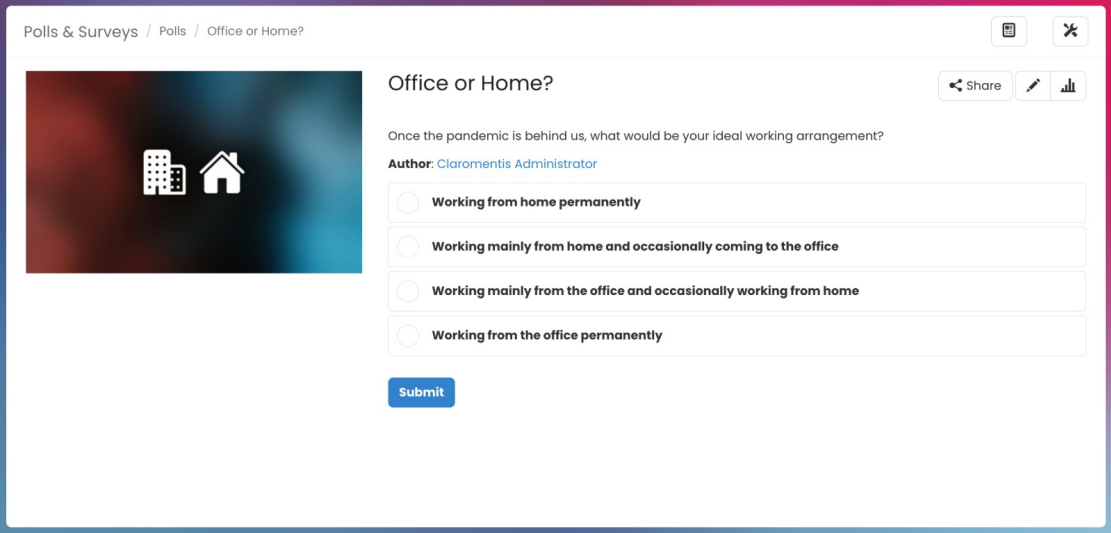 Polls & Surveys / Polls / Office or Home?
Office or Home?
Share
Once the pandemic is behind us, what would be your ideal working arrangement?
Author: Claromentis Administrator
Working from home permanently
Working mainly from home and occasionally coming to the office
Working mainly from the office and occasionally working from home
Working from the office permanently
Submit